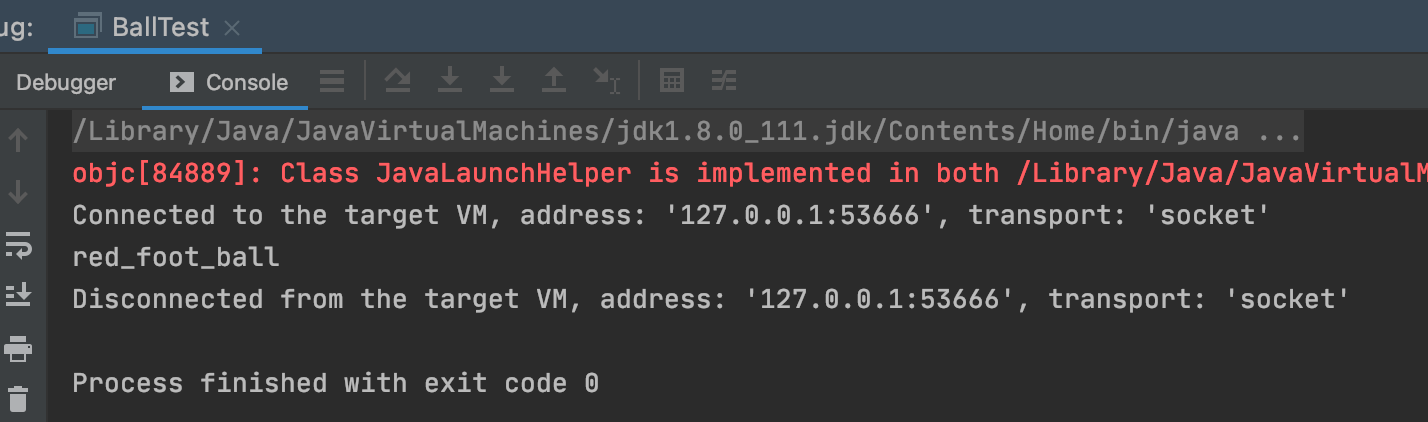 ug: BallTest
Debugger Console
/Library/Java/JavaVirtualMachines/jdk1.8.0_111.jdk/Contents/Home/bin/java ...
objc[84889]: Class JavaLaunchHelper is implemented in both /Library/Java/JavaVirtualM
Connected to the target VM, address: '127.0.0.1:53666', transport: 'socket'
red_foot_ball
Disconnected from the target VM, address: '127.0.0.1:53666', transport: 'socket'
Process finished with exit code 0